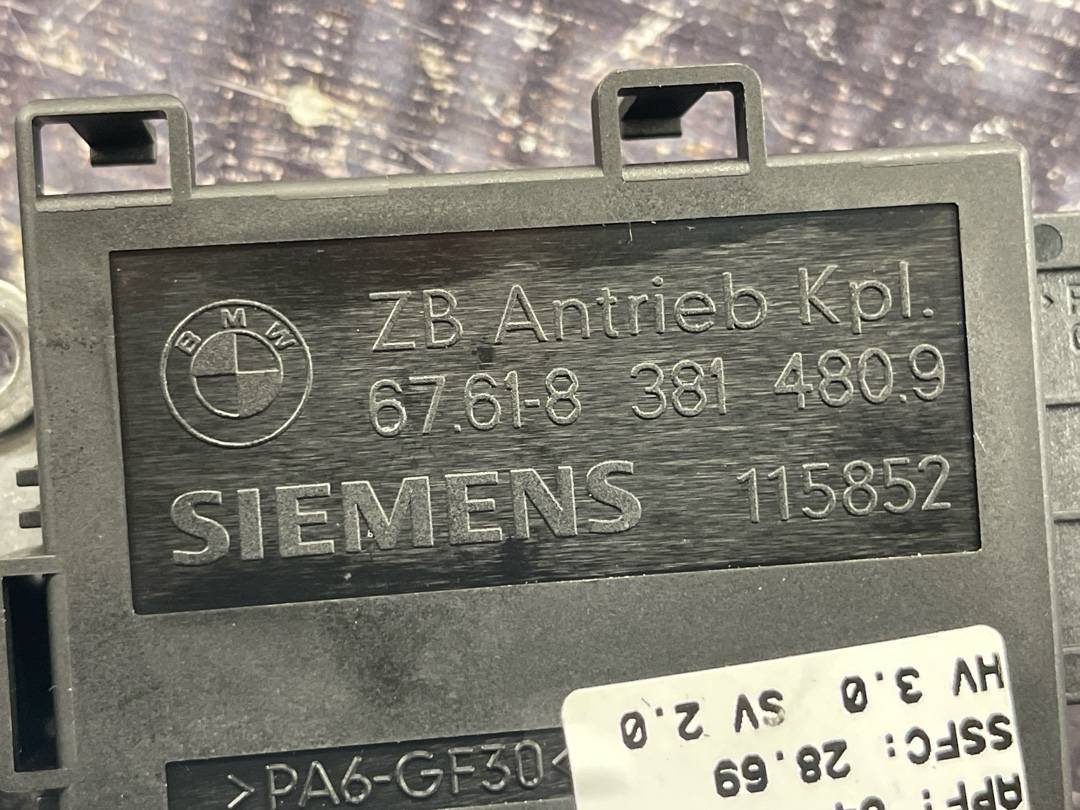 BMW
ZB Antrieb Kpl.
67.61-8 381 480.9
SIEMENS 115852
>PA6-GF30<
HV 3.0 SV 2.0
SSFC: 28.69
APF: